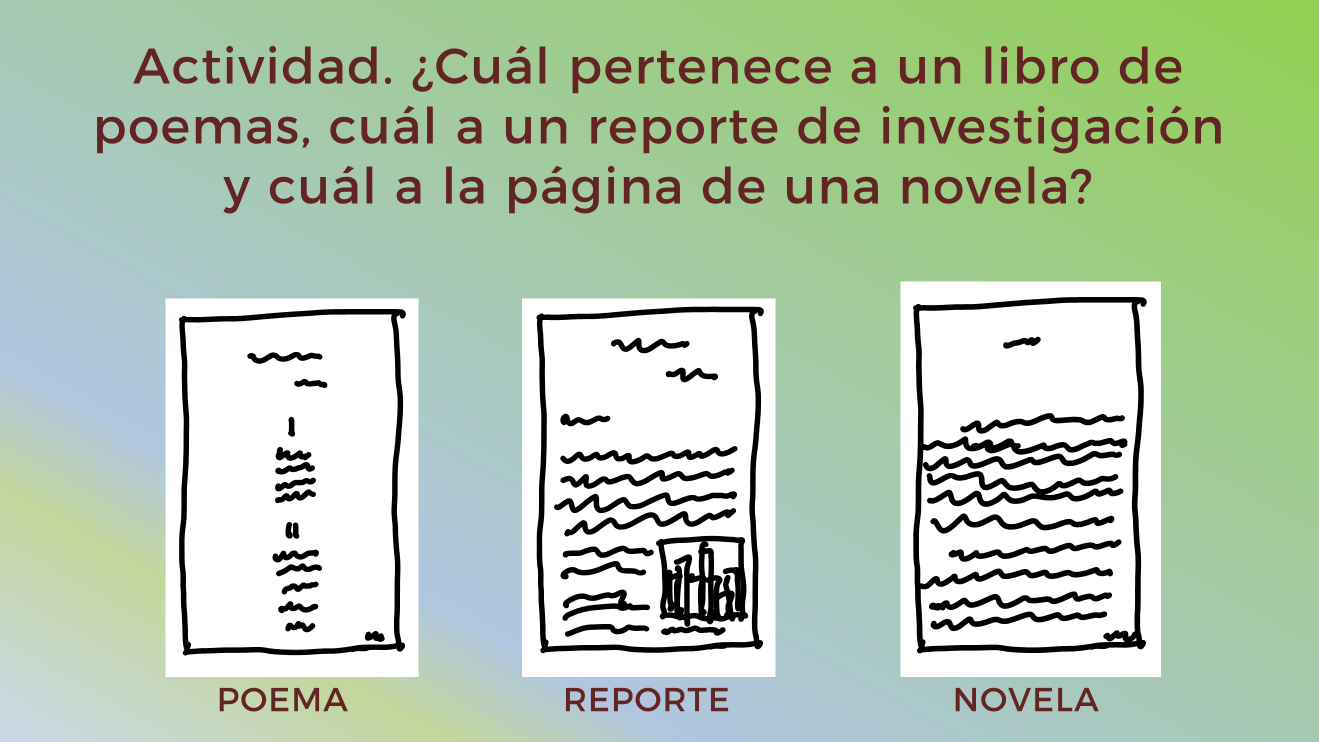 Actividad. ¿Cuál pertenece a un libro de
poemas, cuál a un reporte de investigación
y cuál a la página de una novela?
POEMA
REPORTE
NOVELA